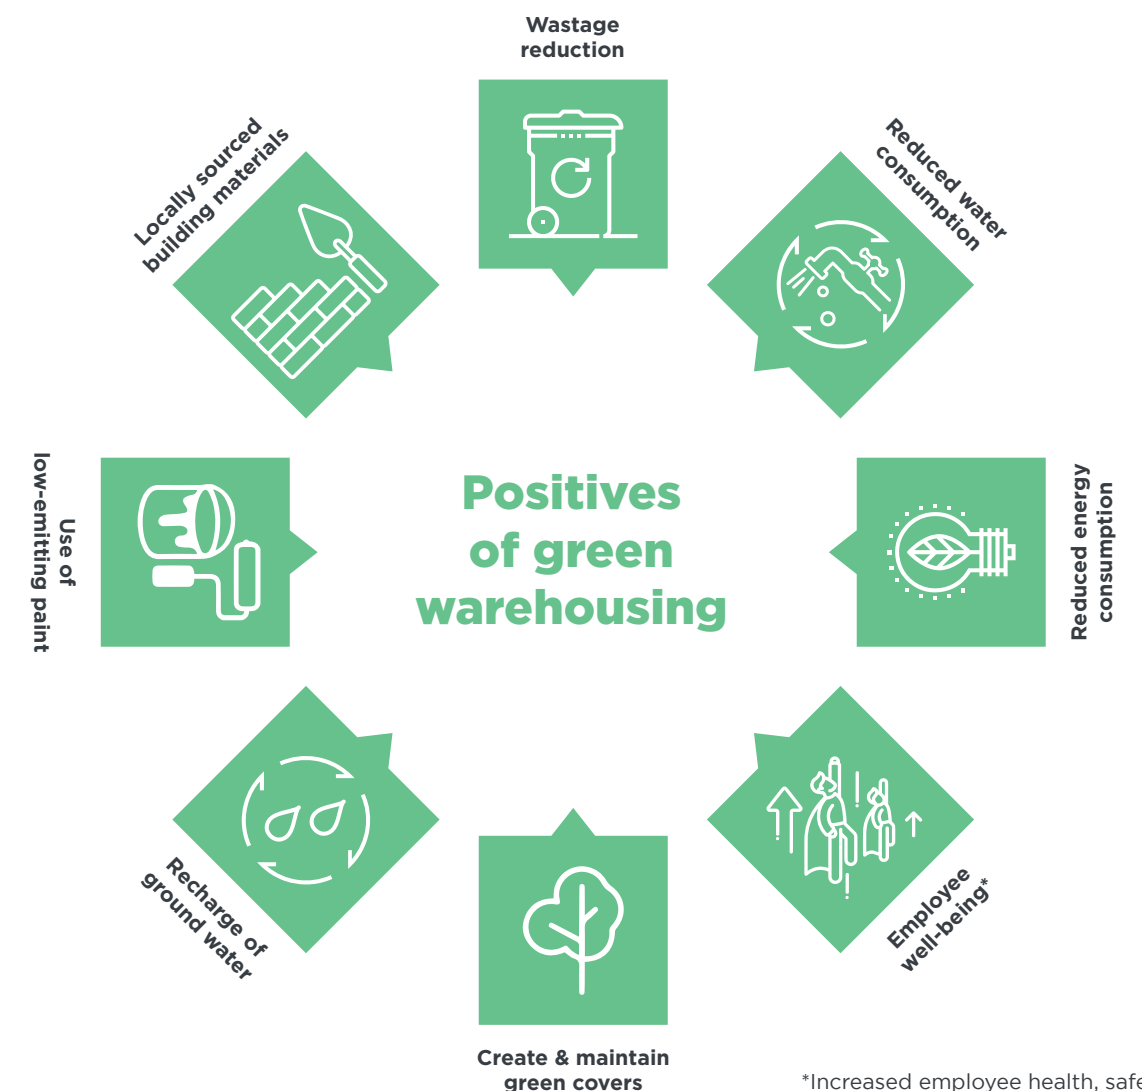 Wastage
reduction
Reduced water
consumption
Reduced energy
consumption
Employee
well-being*
Create & maintain
green covers
Recharge of
ground water
Use of
low-emitting paint
Locally sourced
building materials
Positives
of green
warehousing
*Increased employee health,